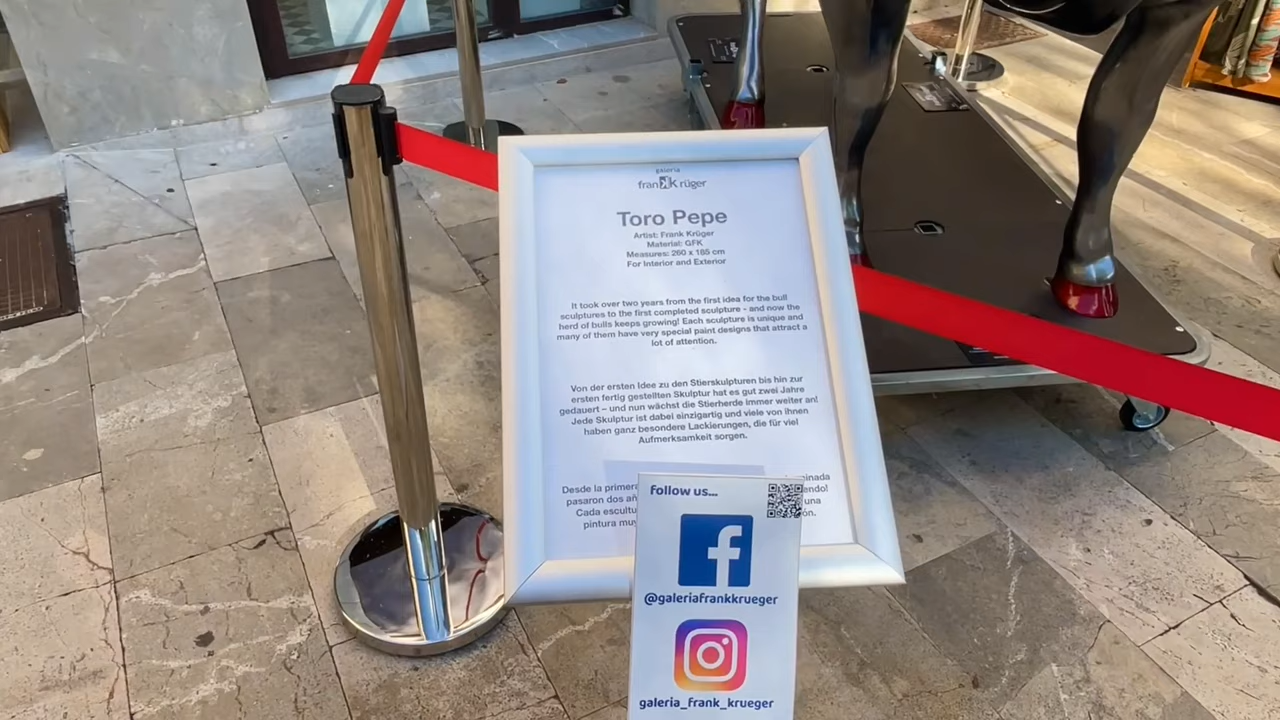 galeria
franKKrüger
Toro Pepe
Artist: Frank Krüger
Material: GFK
Measures: 260 x 185 cm
For Interior and Exterior
It took over two years from the first idea for the bull
sculptures to the first completed sculpture - and now the
herd of bulls keeps growing! Each sculpture is unique and
many of them have very special paint designs that attract a
lot of attention.
Von der ersten Idee zu den Stierskulpturen bis hin zur
ersten fertig gestellten Skulptur hat es gut zwei Jahre
gedauert – und nun wächst die Stierherde immer weiter an!
Jede Skulptur ist dabei einzigartig und viele von ihnen
haben ganz besondere Lackierungen, die für viel
Aufmerksamkeit sorgen.
Desde la primera
pasaron dos
Cada
pintura
una
follow us...
@galeriafrankkrueger
galeria_frank_krueger